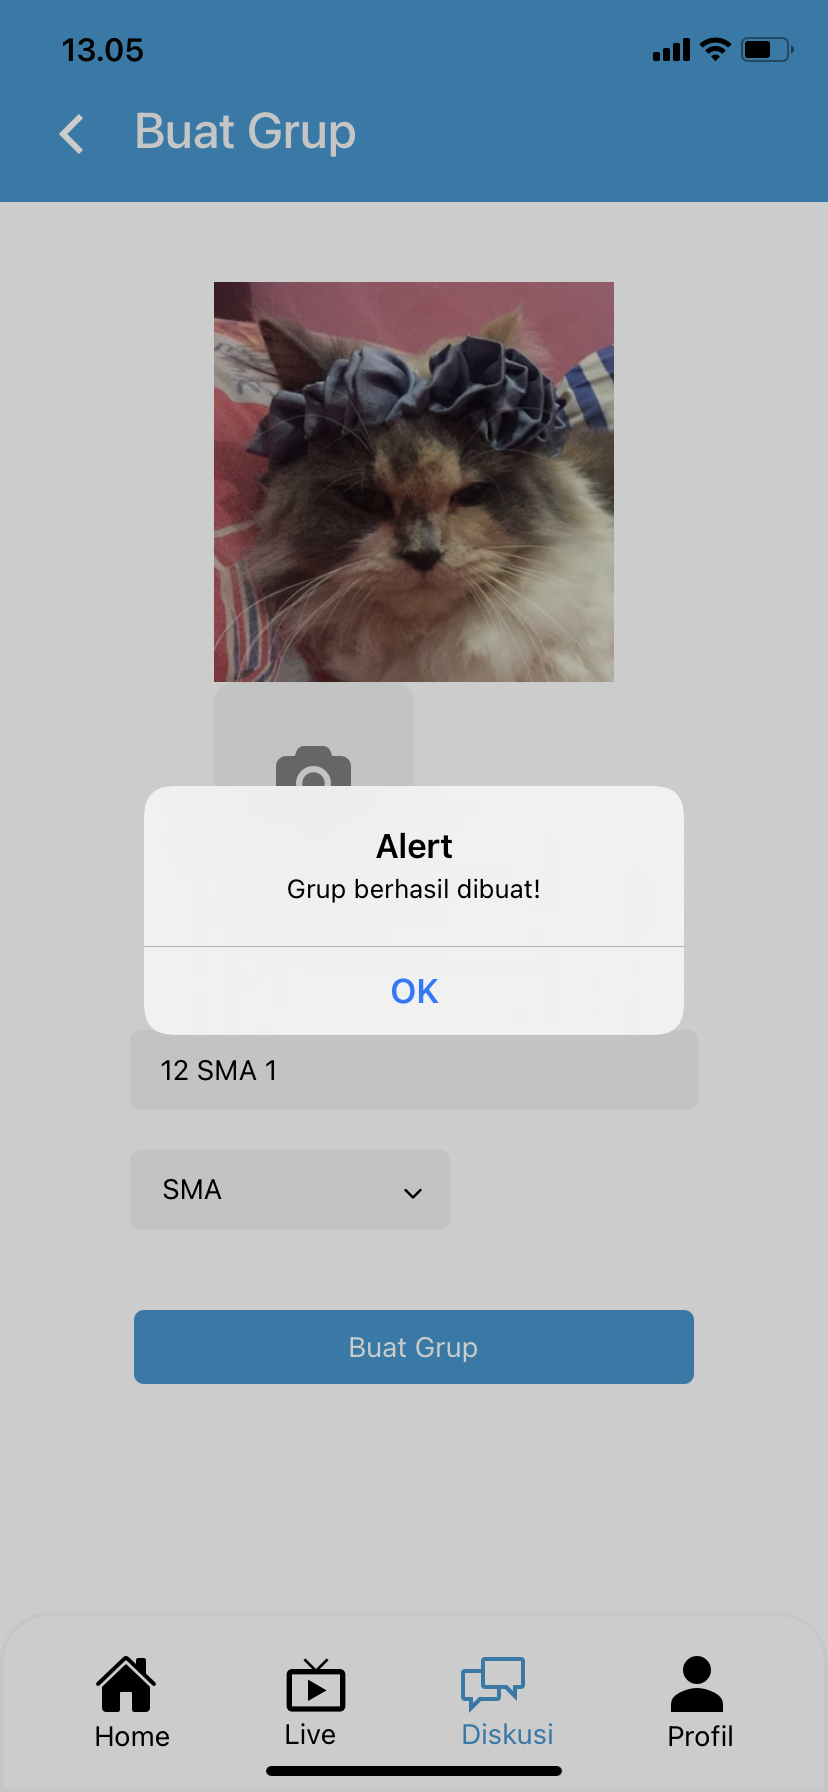 13.05
Buat Grup
Alert
Grup berhasil dibuat!
OK
12 SMA 1
SMA
Buat Grup
Home
Live
Diskusi
Profil